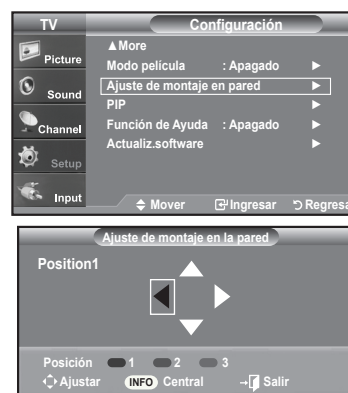 TV Configuración
▲More
Picture
Modo película : Apagado ►
Ajuste de montaje en pared ►
Sound
PIP ►
Función de Ayuda : Apagado ►
Channel
Actualiz.software ►
Setup
Input
Mover Ingresar Regresa
Ajuste de montaje en la pared
Position1
Posición 1 2 3
Ajustar INFO Central Salir